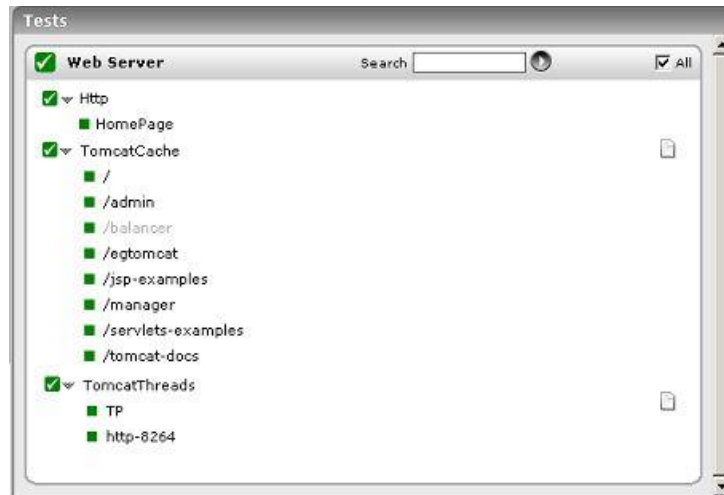 Tests
Web Server Search All
Http
HomePage
TomcatCache
/
/admin
/balancer
/egtomcat
/jsp-examples
/manager
/servlets-examples
/tomcat-docs
TomcatThreads
TP
http-8264